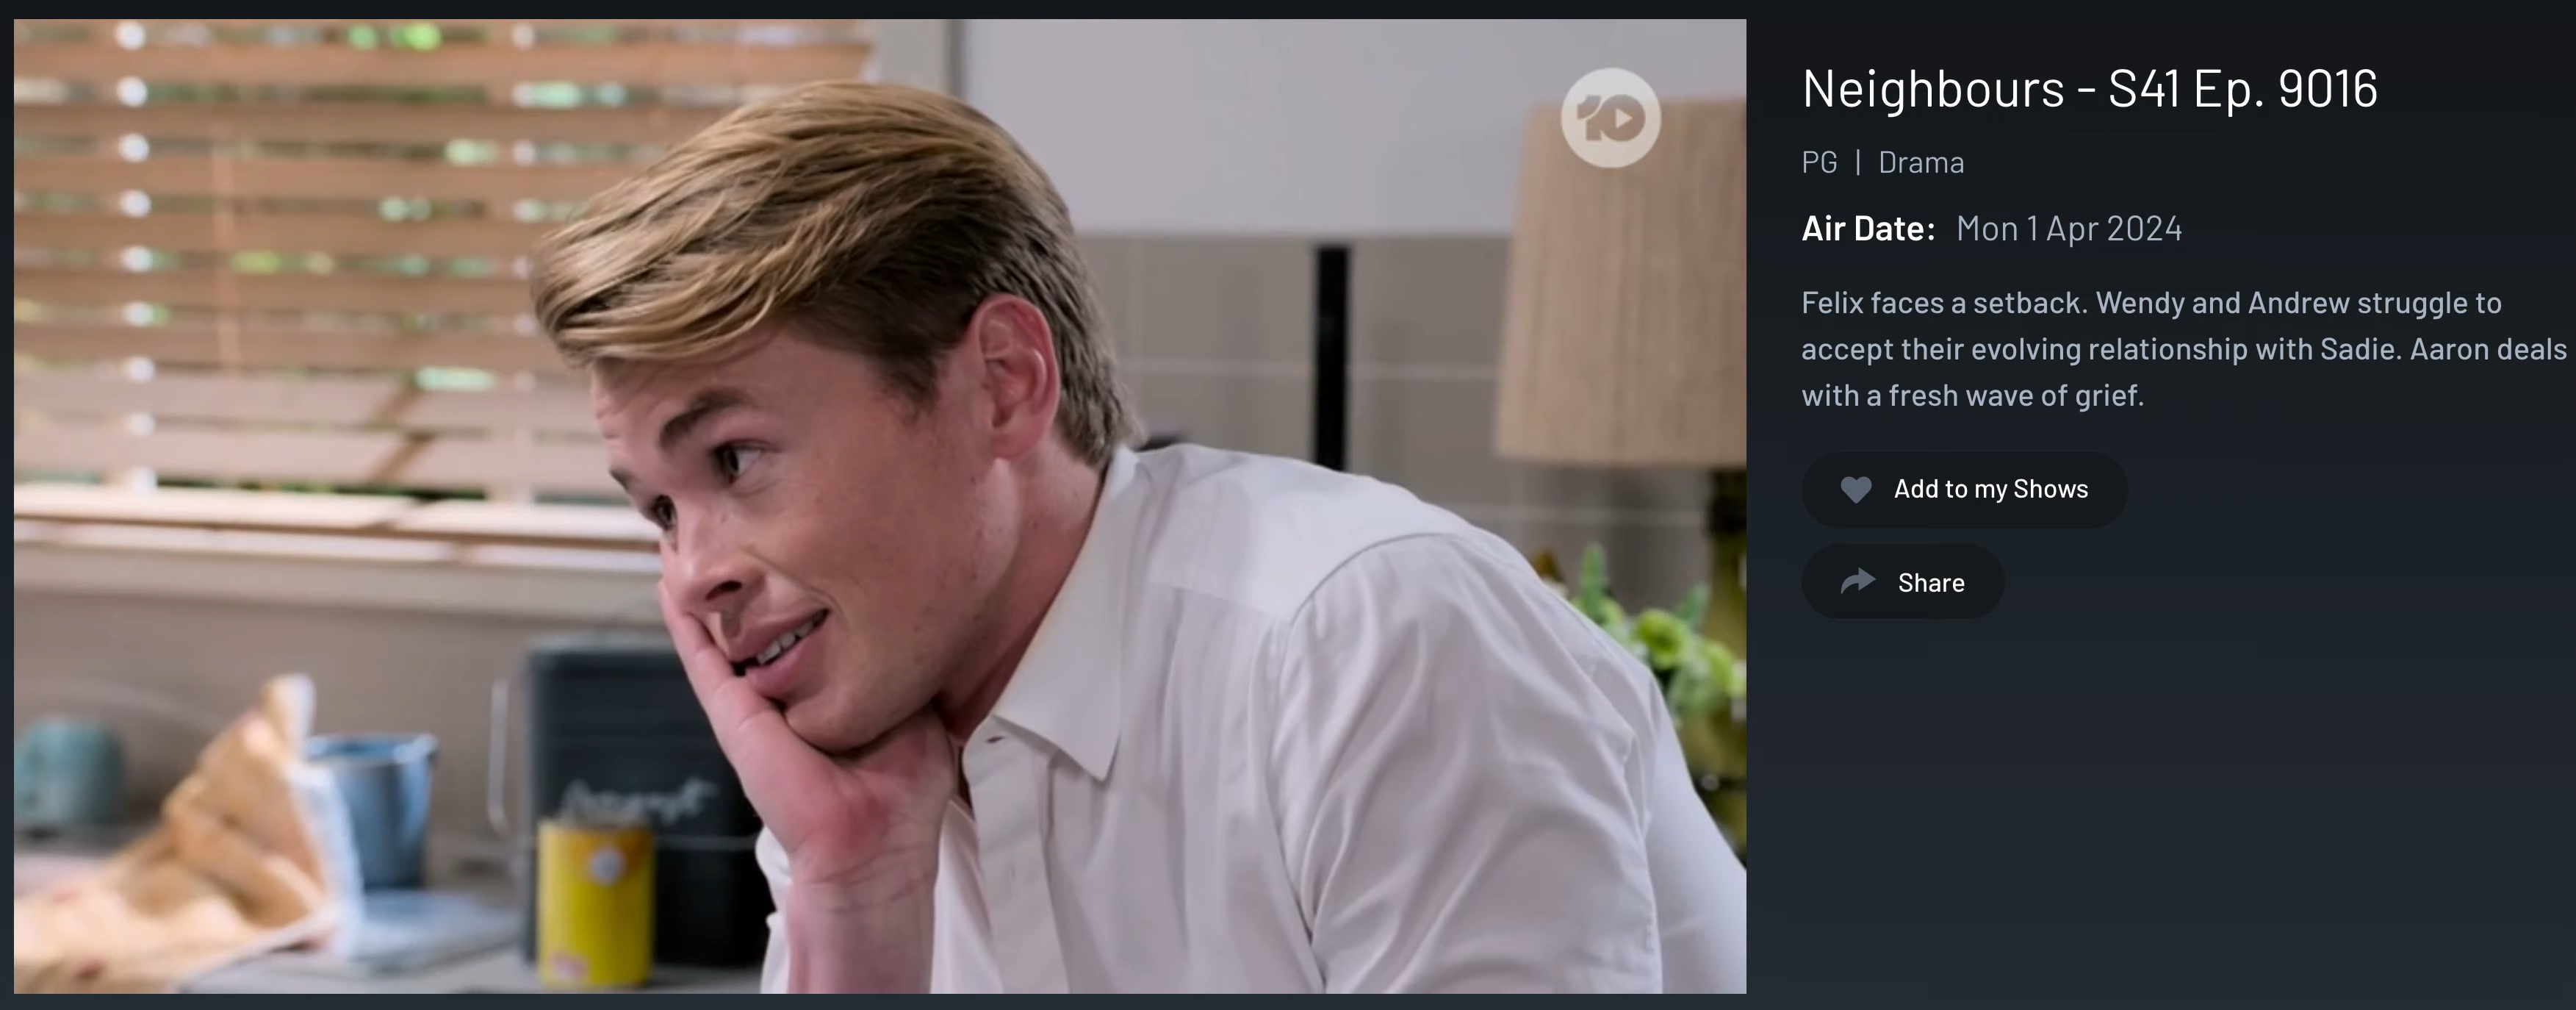 10
Neighbours - S41 Ep. 9016
PG | Drama
Air Date: Mon 1 Apr 2024
Felix faces a setback. Wendy and Andrew struggle to
accept their evolving relationship with Sadie. Aaron deals
with a fresh wave of grief.
Add to my Shows
Share